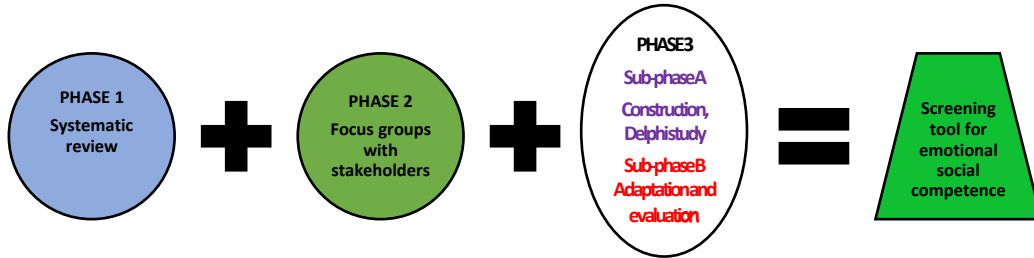 PHASE 1
Systematic
review
PHASE 2
Focus groups
with
stakeholders
PHASE3
Sub-phaseA
Construction,
Delphistudy
Sub-phaseB
Adaptationand
evaluation
Screening
tool for
emotional
social
competence